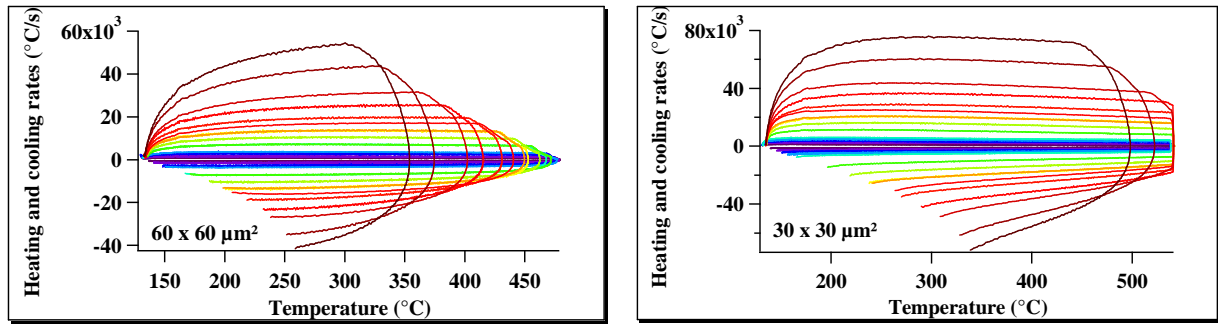 Heating and cooling rates (°C/s)
60x10³
40
20
0
-20
-40
60 x 60 µm²
150 200 250 300 350 400 450
Temperature (°C)
Heating and cooling rates (°C/s)
80x10³
40
0
-40
30 x 30 µm²
200 300 400 500
Temperature (°C)